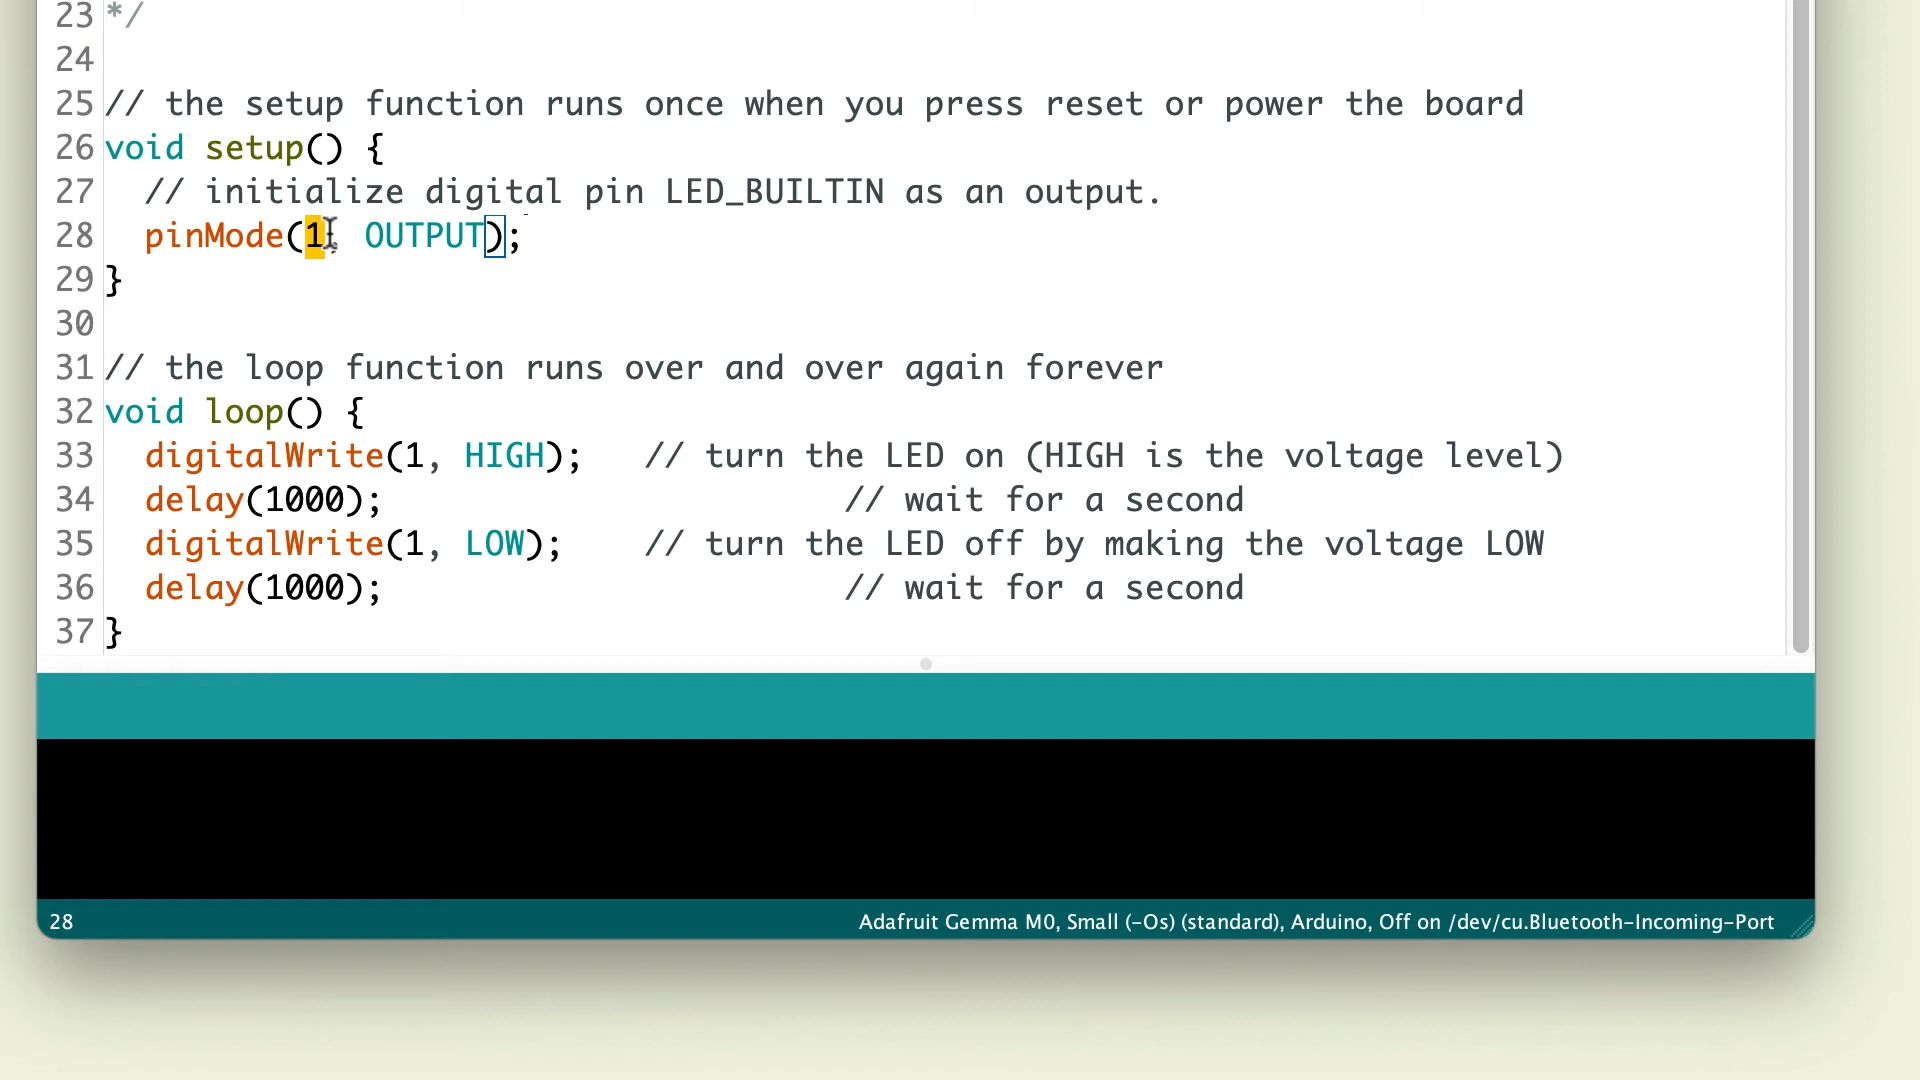 23 */
24
25 // the setup function runs once when you press reset or power the board
26 void setup() {
27   // initialize digital pin LED_BUILTIN as an output.
28   pinMode(1, OUTPUT);
29 }
30
31 // the loop function runs over and over again forever
32 void loop() {
33   digitalWrite(1, HIGH);   // turn the LED on (HIGH is the voltage level)
34   delay(1000);                       // wait for a second
35   digitalWrite(1, LOW);    // turn the LED off by making the voltage LOW
36   delay(1000);                       // wait for a second
37 }
28 Adafruit Gemma M0, Small (-Os) (standard), Arduino, Off on /dev/cu.Bluetooth-Incoming-Port